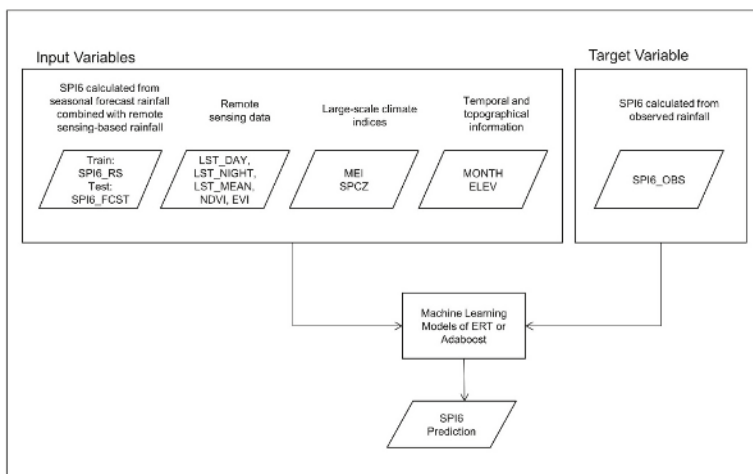 Input Variables
SPI6 calculated from
seasonal forecast rainfall
combined with remote
sensing-based rainfall
Train:
SPI6_RS
Test:
SPI6_FCST
Remote
sensing data
LST_DAY,
LST_NIGHT,
LST_MEAN,
NDVI, EVI
Large-scale climate
indices
MEI
SPCZ
Temporal and
topographical
information
MONTH
ELEV
Target Variable
SPI6 calculated from
observed rainfall
SPI6_OBS
Machine Learning
Models of ERT or
Adaboost
SPI6
Prediction